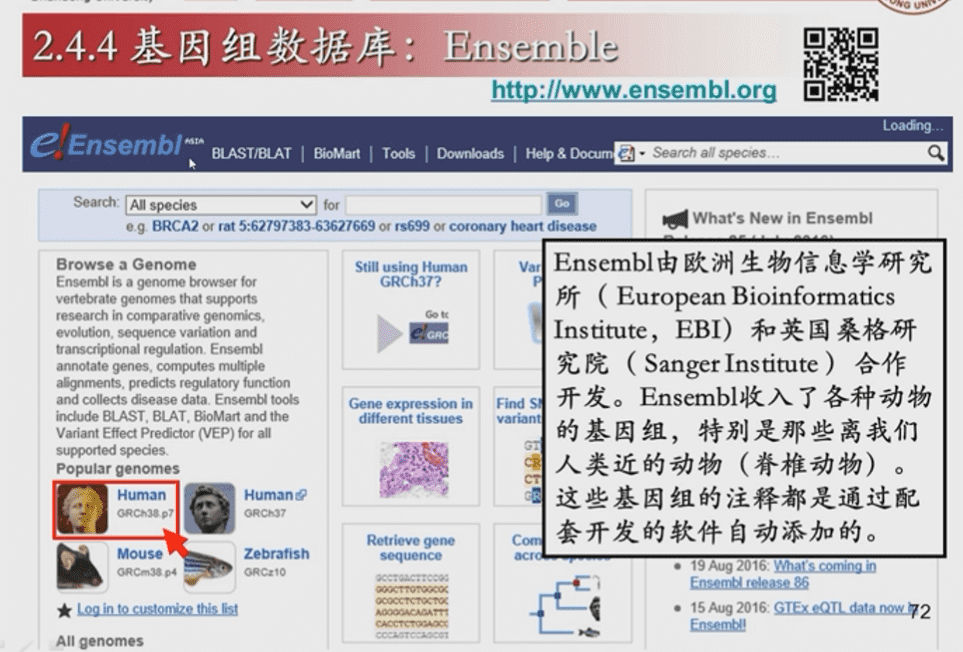 2.4.4 基因组数据库：Ensemble
http://www.ensembl.org
Loading...
e!Ensembl ASIA BLAST/BLAT | BioMart | Tools | Downloads | Help & Docum
Search all species...
Search: All species for Go
e.g. BRCA2 or rat 5:62797383-63627669 or rs699 or coronary heart disease
Browse a Genome
Ensembl is a genome browser for
vertebrate genomes that supports
research in comparative genomics,
evolution, sequence variation and
transcriptional regulation. Ensembl
annotate genes, computes multiple
alignments, predicts regulatory function
and collects disease data. Ensembl tools
include BLAST, BLAT, BioMart and the
Variant Effect Predictor (VEP) for all
supported species.
Popular genomes
Human
GRCh38.p7
Human
GRCh37
Mouse
GRCm38.p4
Zebrafish
GRCz10
Log in to customize this list
All genomes
Still using Human
GRCh37?
Go to
Gene expression in
different tissues
Retrieve gene
sequence
GCCTGACTTCCGG
GGGCTTGTGGCGC
GCGCCTCTGCTGC
AGGGGACAGATTT
CACCTCTGGAGCC
CCCAGTCCAGCGT
Var
P
Find SN
variant
Com
across species
What's New in Ensembl
Ensembl由欧洲生物信息学研究
所（European Bioinformatics
Institute，EBI）和英国桑格研
究院（Sanger Institute）合作
开发。Ensembl收入了各种动物
的基因组，特别是那些离我们
人类近的动物（脊椎动物）。
这些基因组的注释都是通过配
套开发的软件自动添加的。
19 Aug 2016: What's coming in
Ensembl release 86
15 Aug 2016: GTEx eQTL data now in
Ensembl!
72